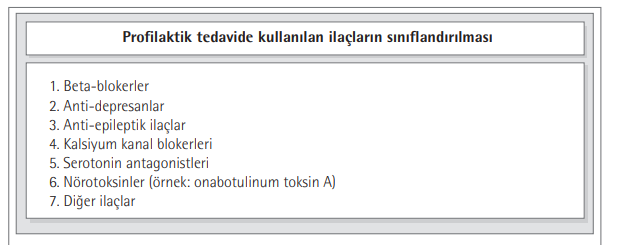 Profilaktik tedavide kullanılan ilaçların sınıflandırılması
1. Beta-blokerler
2. Anti-depresanlar
3. Anti-epileptik ilaçlar
4. Kalsiyum kanal blokerleri
5. Serotonin antagonistleri
6. Nörotoksinler (örnek: onabotulinum toksin A)
7. Diğer ilaçlar